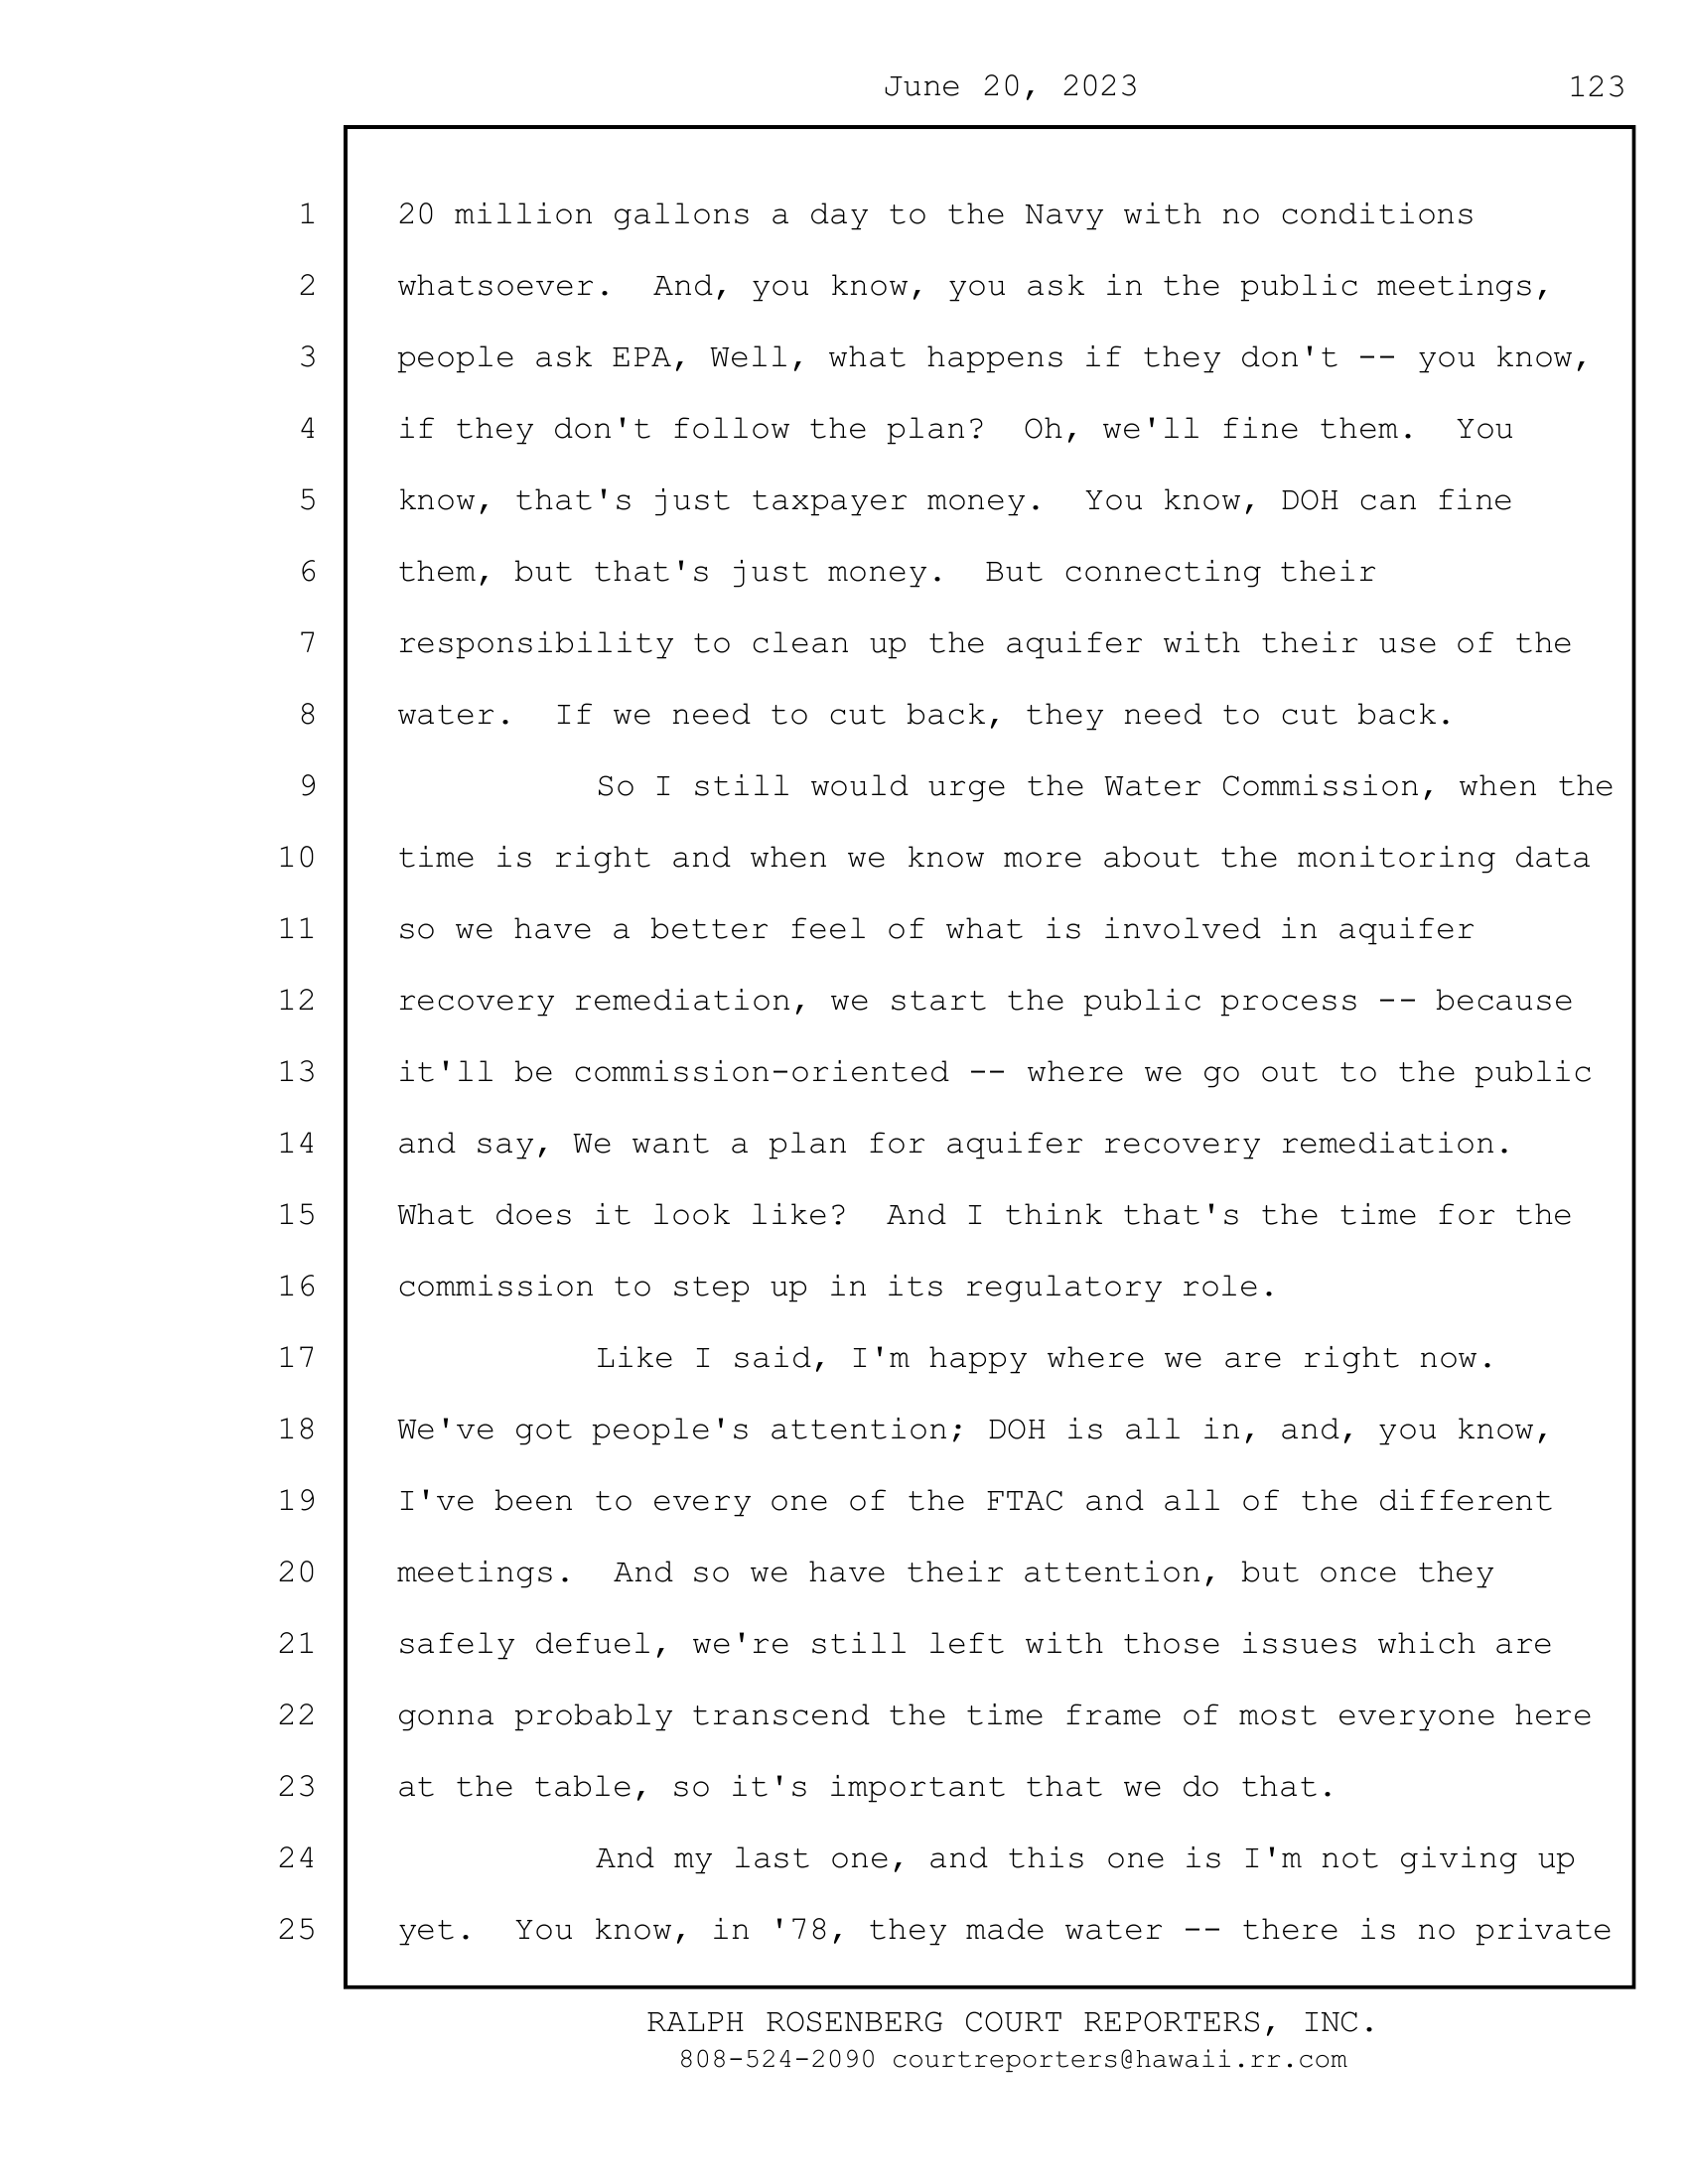 June 20, 2023 123
1 20 million gallons a day to the Navy with no conditions
2 whatsoever.  And, you know, you ask in the public meetings,
3 people ask EPA, Well, what happens if they don't -- you know,
4 if they don't follow the plan?  Oh, we'll fine them.  You
5 know, that's just taxpayer money.  You know, DOH can fine
6 them, but that's just money.  But connecting their
7 responsibility to clean up the aquifer with their use of the
8 water.  If we need to cut back, they need to cut back.
9 So I still would urge the Water Commission, when the
10 time is right and when we know more about the monitoring data
11 so we have a better feel of what is involved in aquifer
12 recovery remediation, we start the public process -- because
13 it'll be commission-oriented -- where we go out to the public
14 and say, We want a plan for aquifer recovery remediation.
15 What does it look like?  And I think that's the time for the
16 commission to step up in its regulatory role.
17 Like I said, I'm happy where we are right now.
18 We've got people's attention; DOH is all in, and, you know,
19 I've been to every one of the FTAC and all of the different
20 meetings.  And so we have their attention, but once they
21 safely defuel, we're still left with those issues which are
22 gonna probably transcend the time frame of most everyone here
23 at the table, so it's important that we do that.
24 And my last one, and this one is I'm not giving up
25 yet.  You know, in '78, they made water -- there is no private
RALPH ROSENBERG COURT REPORTERS, INC.
808-524-2090 courtreporters@hawaii.rr.com